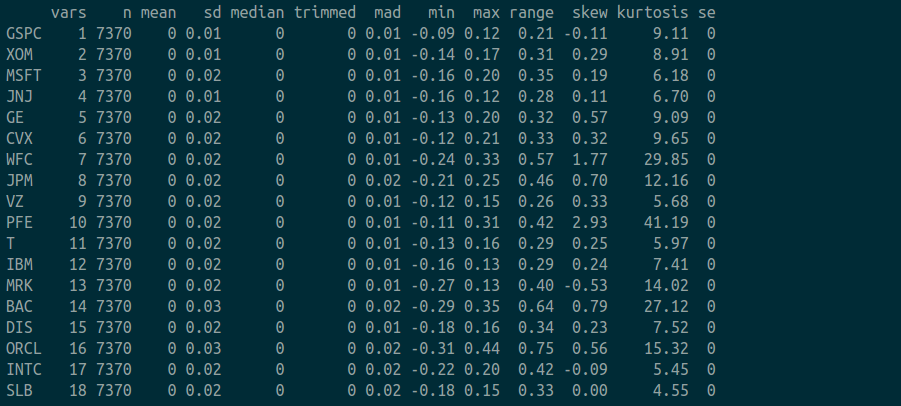 vars n mean sd median trimmed mad min max range skew kurtosis se
GSPC 1 7370 0 0.01 0 0 0.01 -0.09 0.12 0.21 -0.11 9.11 0
XOM 2 7370 0 0.01 0 0 0.01 -0.14 0.17 0.31 0.29 8.91 0
MSFT 3 7370 0 0.02 0 0 0.01 -0.16 0.20 0.35 0.19 6.18 0
JNJ 4 7370 0 0.01 0 0 0.01 -0.16 0.12 0.28 0.11 6.70 0
GE 5 7370 0 0.02 0 0 0.01 -0.13 0.20 0.32 0.57 9.09 0
CVX 6 7370 0 0.02 0 0 0.01 -0.12 0.21 0.33 0.32 9.65 0
WFC 7 7370 0 0.02 0 0 0.01 -0.24 0.33 0.57 1.77 29.85 0
JPM 8 7370 0 0.02 0 0 0.02 -0.21 0.25 0.46 0.70 12.16 0
VZ 9 7370 0 0.02 0 0 0.01 -0.12 0.15 0.26 0.33 5.68 0
PFE 10 7370 0 0.02 0 0 0.01 -0.11 0.31 0.42 2.93 41.19 0
T 11 7370 0 0.02 0 0 0.01 -0.13 0.16 0.29 0.25 5.97 0
IBM 12 7370 0 0.02 0 0 0.01 -0.16 0.13 0.29 0.24 7.41 0
MRK 13 7370 0 0.02 0 0 0.01 -0.27 0.13 0.40 -0.53 14.02 0
BAC 14 7370 0 0.03 0 0 0.02 -0.29 0.35 0.64 0.79 27.12 0
DIS 15 7370 0 0.02 0 0 0.01 -0.18 0.16 0.34 0.23 7.52 0
ORCL 16 7370 0 0.03 0 0 0.02 -0.31 0.44 0.75 0.56 15.32 0
INTC 17 7370 0 0.02 0 0 0.02 -0.22 0.20 0.42 -0.09 5.45 0
SLB 18 7370 0 0.02 0 0 0.02 -0.18 0.15 0.33 0.00 4.55 0